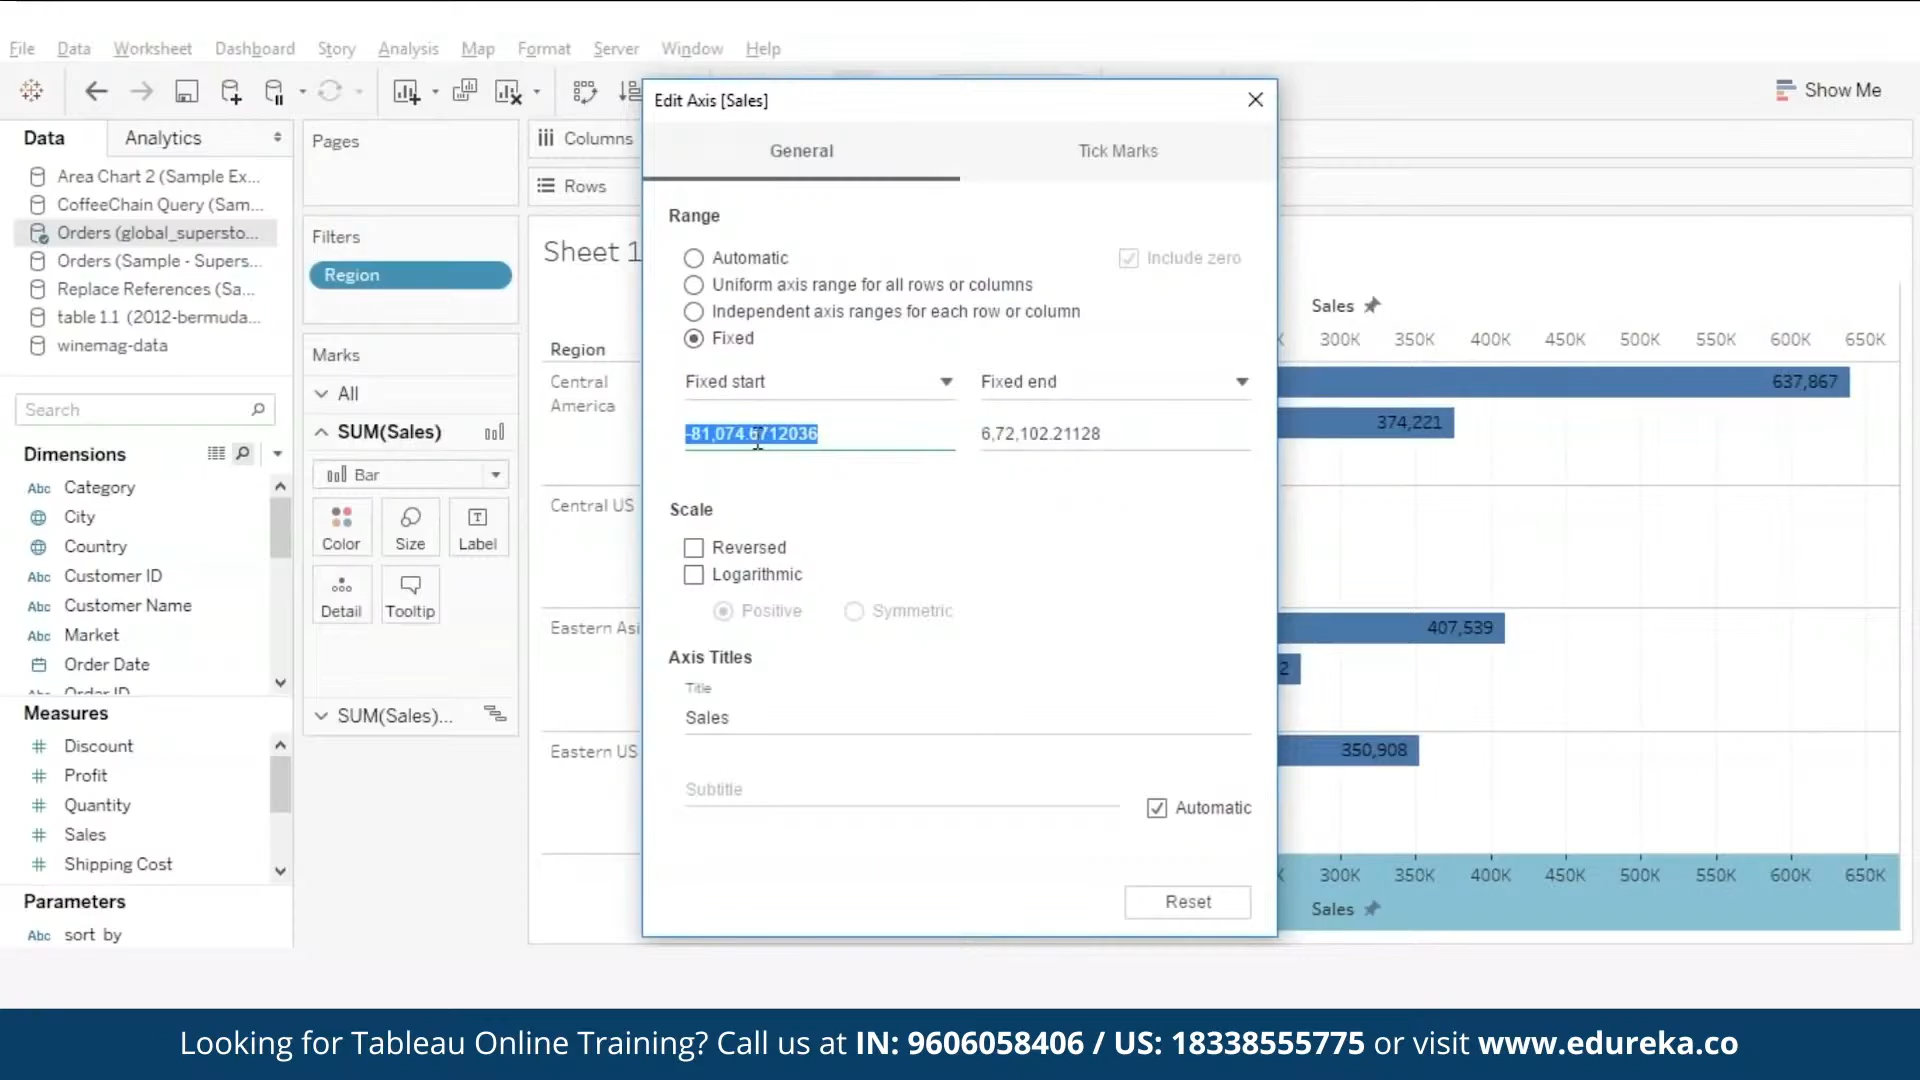 File Data Worksheet Dashboard Story Analysis Map Format Server Window Help
Show Me
Data Analytics
Area Chart 2 (Sample Ex...
CoffeeChain Query (Sam...
Orders (global_supersto...
Orders (Sample - Supers...
Replace References (Sa...
table 1.1 (2012-bermuda...
winemag-data
Search
Dimensions
Abc Category
City
Country
Abc Customer ID
Abc Customer Name
Abc Market
Order Date
Abc Order ID
Measures
Discount
Profit
Quantity
Sales
Shipping Cost
Parameters
Abc sort by
Pages
Filters
Region
Marks
All
SUM(Sales)
Bar
Color Size Label
Detail Tooltip
SUM(Sales)...
Columns
Rows
Sheet 1
Region
Central
America
Central US
Eastern Asi
Eastern US
Edit Axis [Sales]
General Tick Marks
Range
Automatic Include zero
Uniform axis range for all rows or columns
Independent axis ranges for each row or column
Fixed
Fixed start Fixed end
-81,074.6712036 6,72,102.21128
Scale
Reversed
Logarithmic
Positive Symmetric
Axis Titles
Title
Sales
Subtitle
Automatic
Reset
Sales
K 300K 350K 400K 450K 500K 550K 600K 650K
637,867
374,221
407,539
2
350,908
K 300K 350K 400K 450K 500K 550K 600K 650K
Sales
Looking for Tableau Online Training? Call us at IN: 9606058406 / US: 18338555775 or visit www.edureka.co